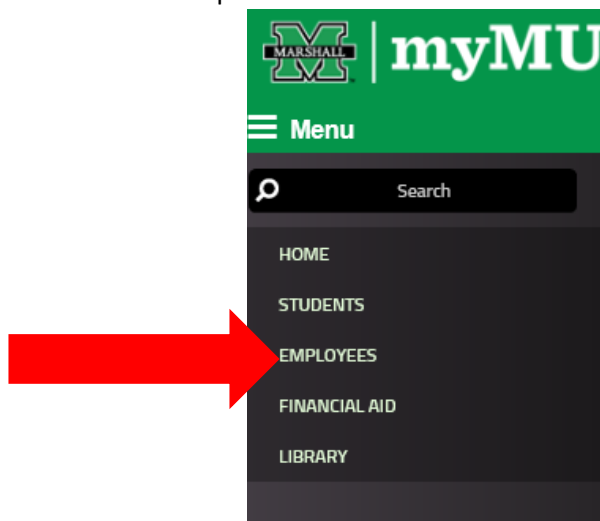 MARSHALL
myMU
Menu
Search
HOME
STUDENTS
EMPLOYEES
FINANCIAL AID
LIBRARY